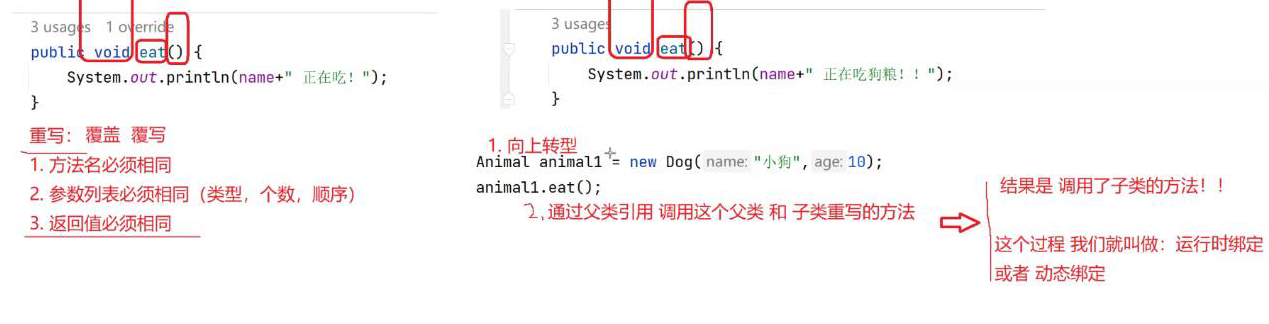 3 usages 1 override
public void eat() {
System.out.println(name+" 正在吃！");
}
重写： 覆盖 覆写
1. 方法名必须相同
2. 参数列表必须相同（类型，个数，顺序）
3. 返回值必须相同
3 usages
public void eat() {
System.out.println(name+" 正在吃狗粮！！");
}
1. 向上转型
Animal animal1 = new Dog( name: "小狗", age: 10);
animal1.eat();
2, 通过父类引用 调用这个父类 和 子类重写的方法
结果是 调用了子类的方法！！
这个过程 我们就叫做：运行时绑定
或者 动态绑定